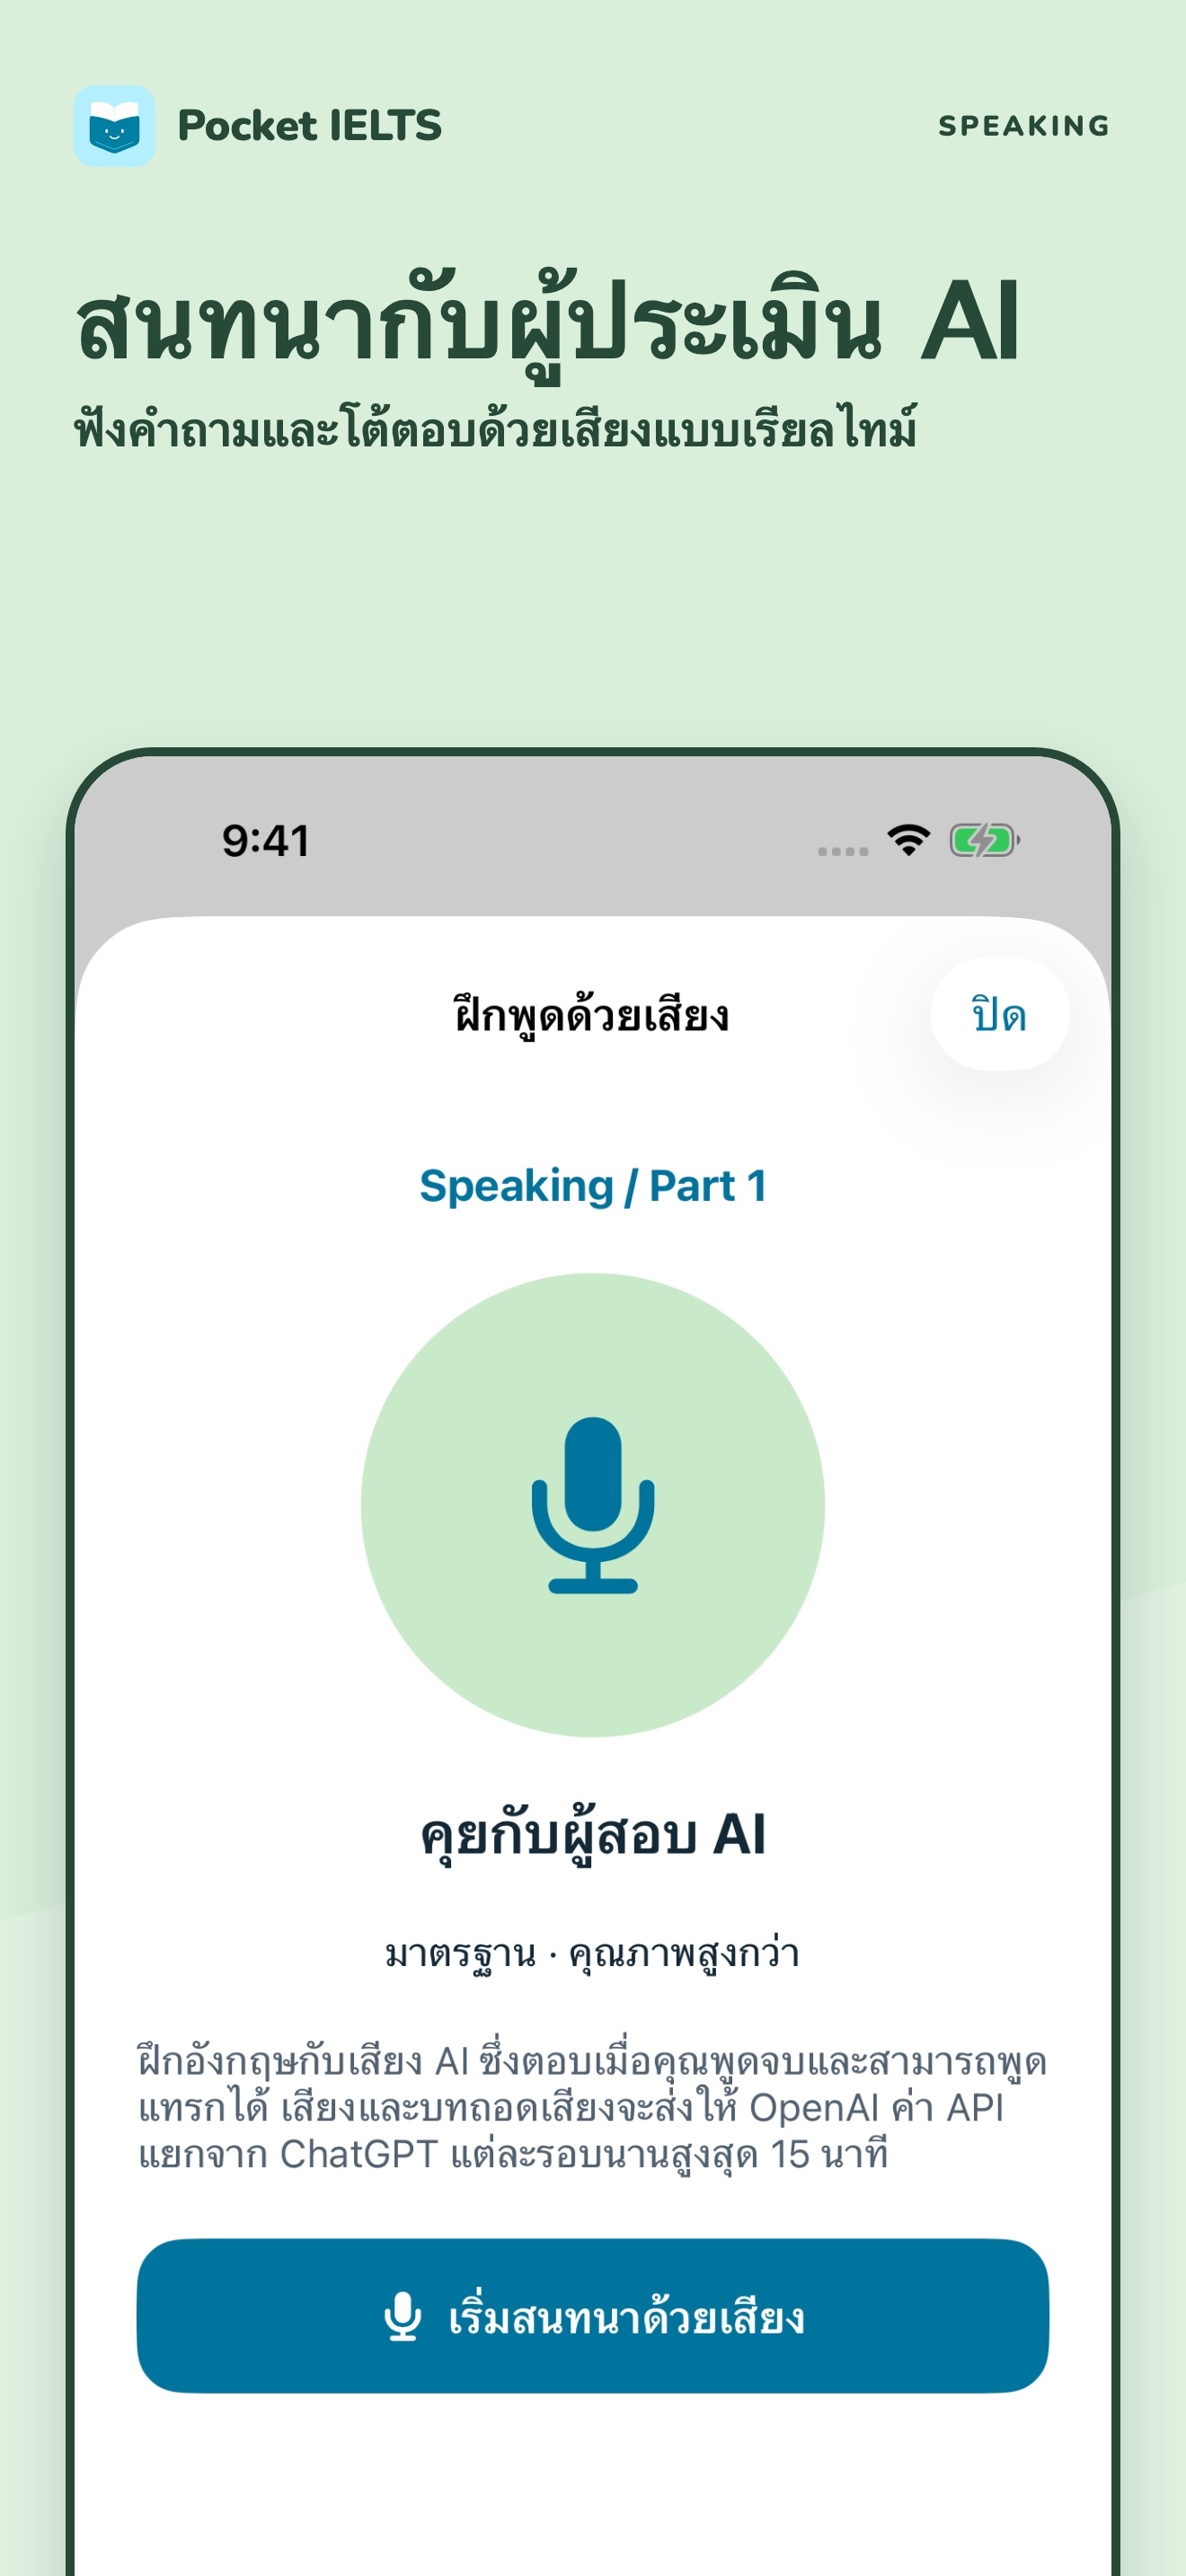 Pocket IELTS
SPEAKING
สนทนากับผู้ประเมิน AI
ฟังคำถามและโต้ตอบด้วยเสียงแบบเรียลไทม์
9:41
ฝึกพูดด้วยเสียง
ปิด
Speaking / Part 1
คุยกับผู้สอบ AI
มาตรฐาน · คุณภาพสูงกว่า
ฝึกอังกฤษกับเสียง AI ซึ่งตอบเมื่อคุณพูดจบและสามารถพูด
แทรกได้ เสียงและบทถอดเสียงจะส่งให้ OpenAI ค่า API
แยกจาก ChatGPT แต่ละรอบนานสูงสุด 15 นาที
เริ่มสนทนาด้วยเสียง